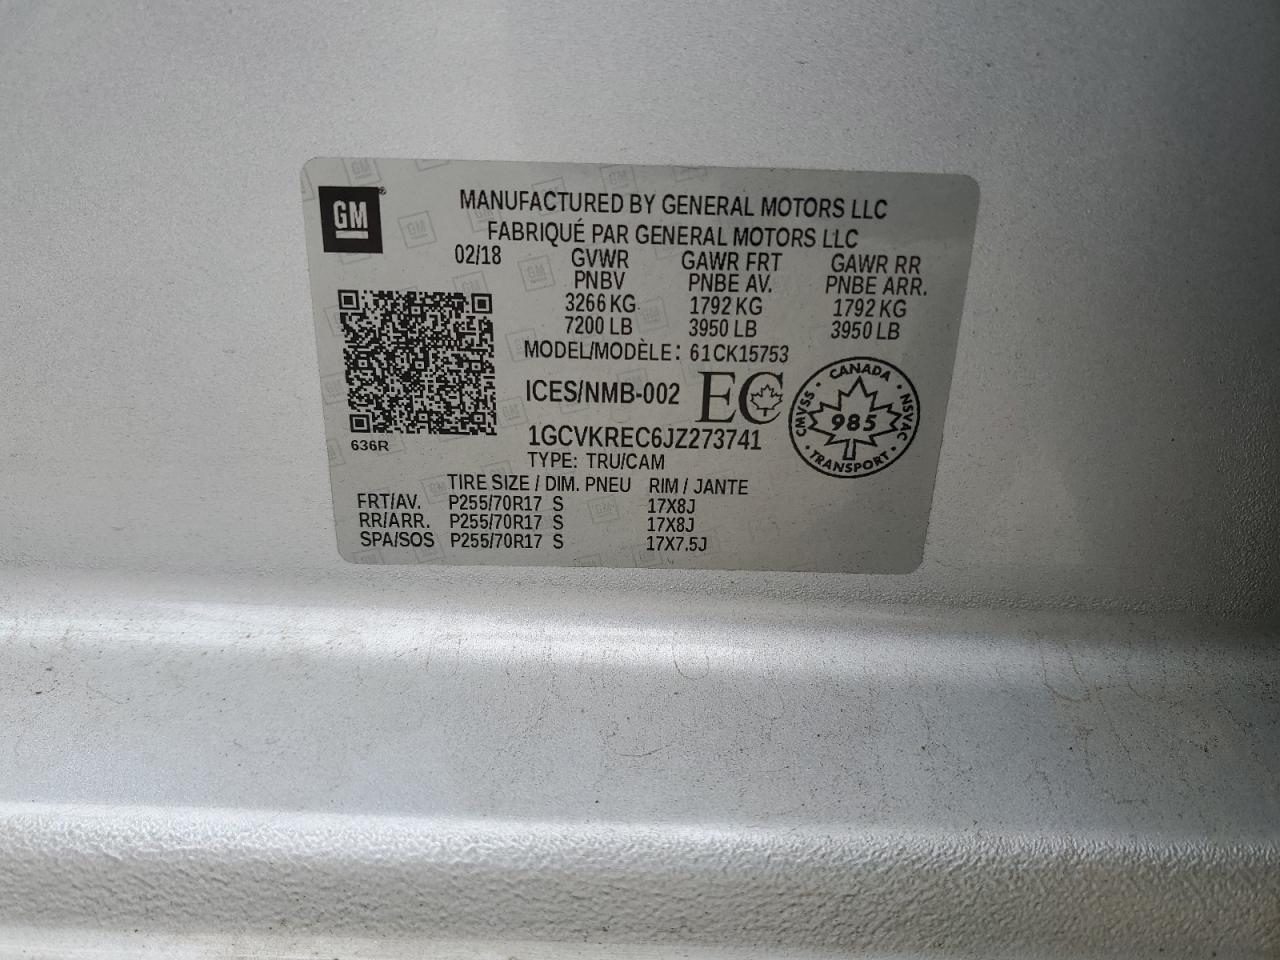 GM®
MANUFACTURED BY GENERAL MOTORS LLC
FABRIQUÉ PAR GENERAL MOTORS LLC
02/18 GVWR GAWR FRT GAWR RR
PNBV PNBE AV. PNBE ARR.
3266 KG 1792 KG 1792 KG
7200 LB 3950 LB 3950 LB
MODEL/MODÈLE: 61CK15753
ICES/NMB-002 EC
CANADA
CMVSS 985 NSVAC
TRANSPORT
636R
1GCVKREC6JZ273741
TYPE: TRU/CAM
TIRE SIZE / DIM. PNEU RIM / JANTE
FRT/AV. P255/70R17 S 17X8J
RR/ARR. P255/70R17 S 17X8J
SPA/SOS P255/70R17 S 17X7.5J